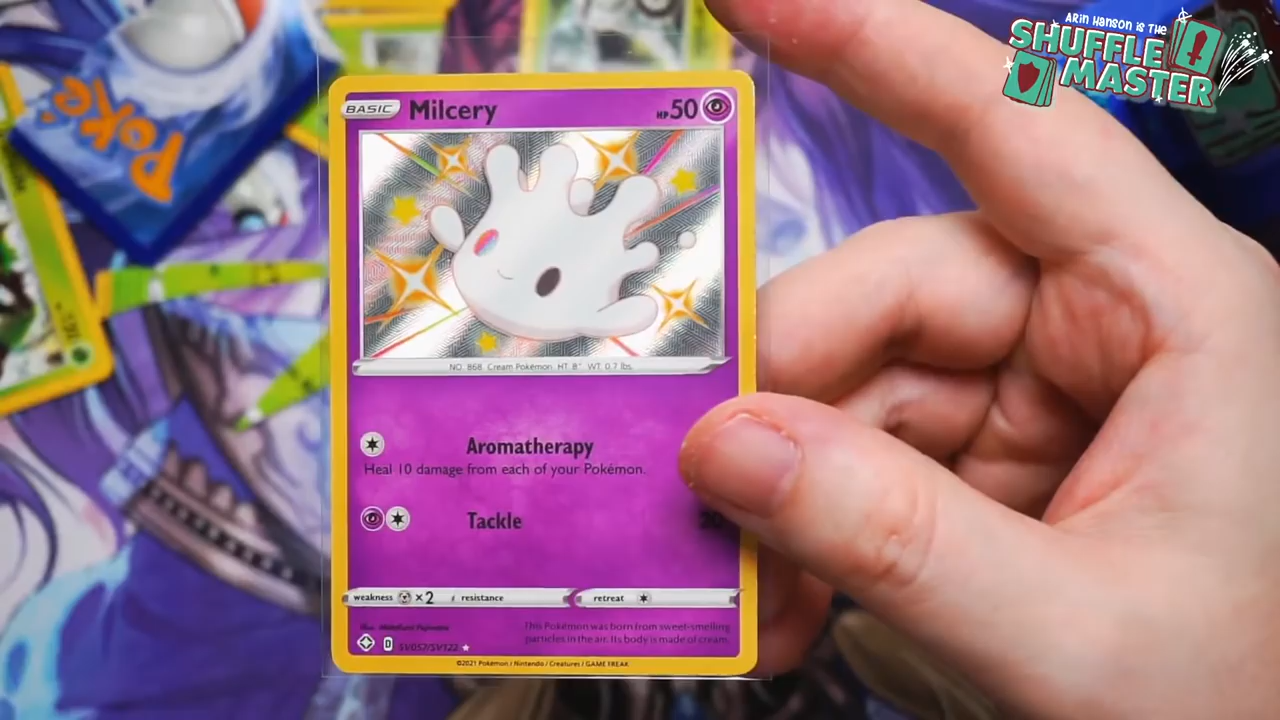 ARIN HANSON IS THE
SHUFFLE
MASTER
POKé
BASIC Milcery HP 50
NO. 868 Cream Pokémon HT 8" WT 0.7 lbs.
Aromatherapy
Heal 10 damage from each of your Pokémon.
Tackle 20
weakness ×2 resistance retreat
This Pokémon was born from sweet-smelling
particles in the air. Its body is made of cream.
D SV057/SV122
©2021 Pokémon / Nintendo / Creatures / GAME FREAK